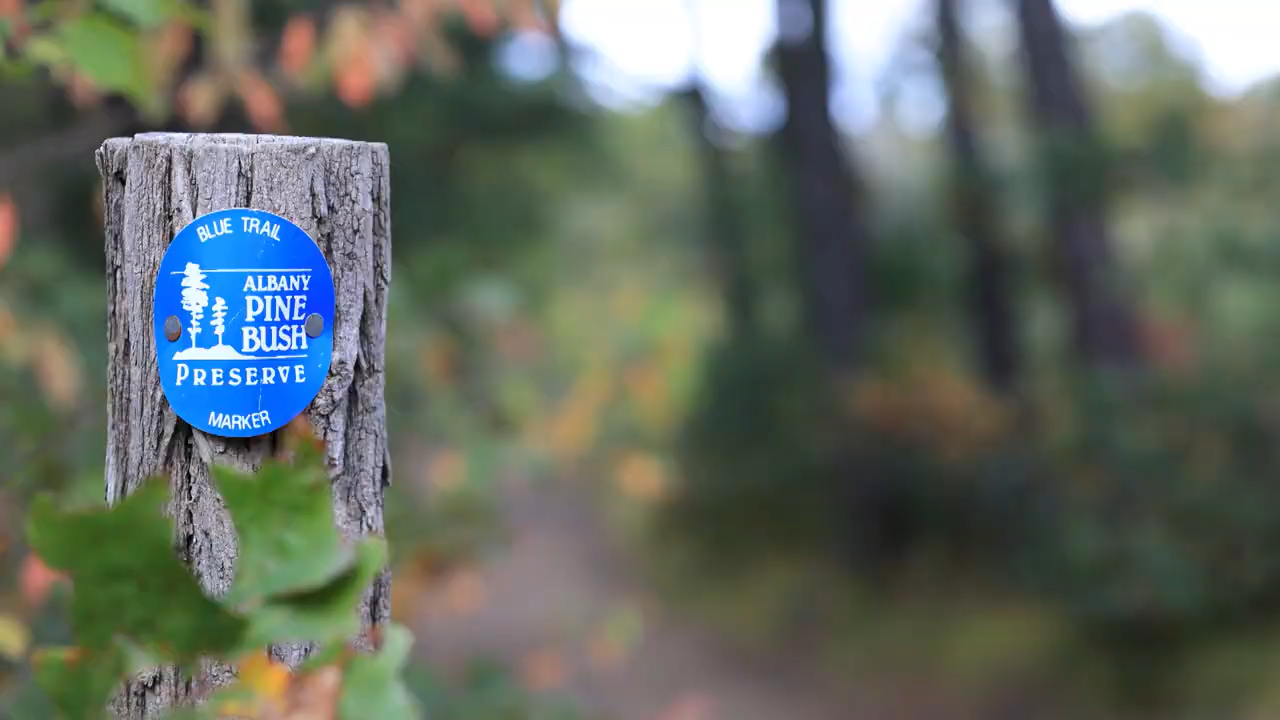 BLUE TRAIL
ALBANY
PINE
BUSH
PRESERVE
MARKER